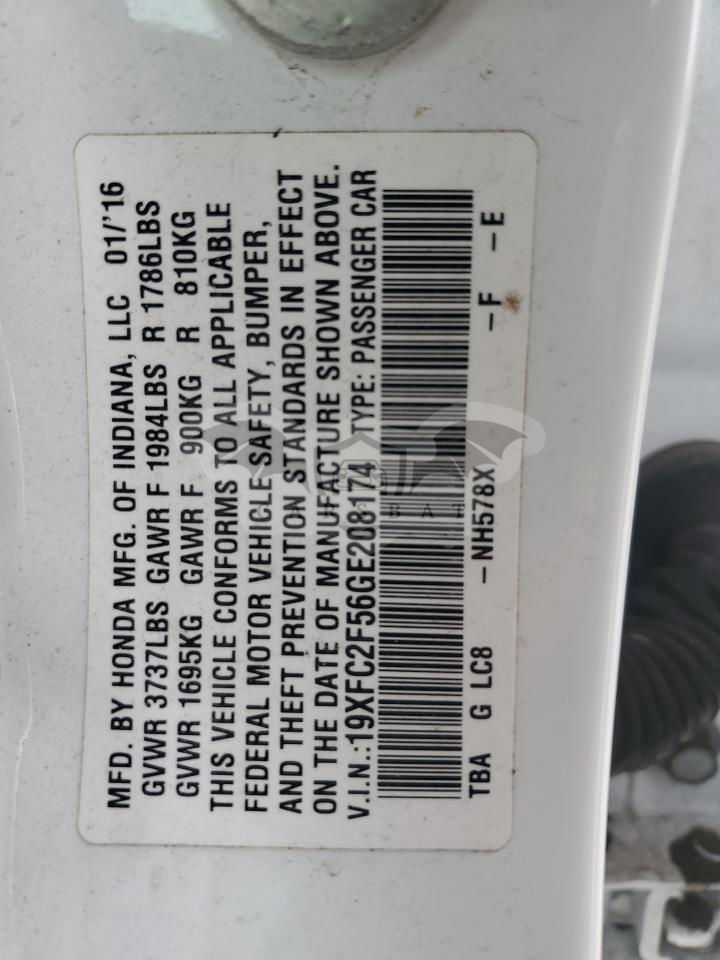 MFD. BY HONDA MFG. OF INDIANA, LLC 01/'16
GVWR 3737LBS GAWR F 1984LBS R 1786LBS
GVWR 1695KG GAWR F 900KG R 810KG
THIS VEHICLE CONFORMS TO ALL APPLICABLE
FEDERAL MOTOR VEHICLE SAFETY, BUMPER,
AND THEFT PREVENTION STANDARDS IN EFFECT
ON THE DATE OF MANUFACTURE SHOWN ABOVE.
V.I.N.:19XFC2F56GE208174 TYPE: PASSENGER CAR
TBA G LC8 -NH578X -F -E